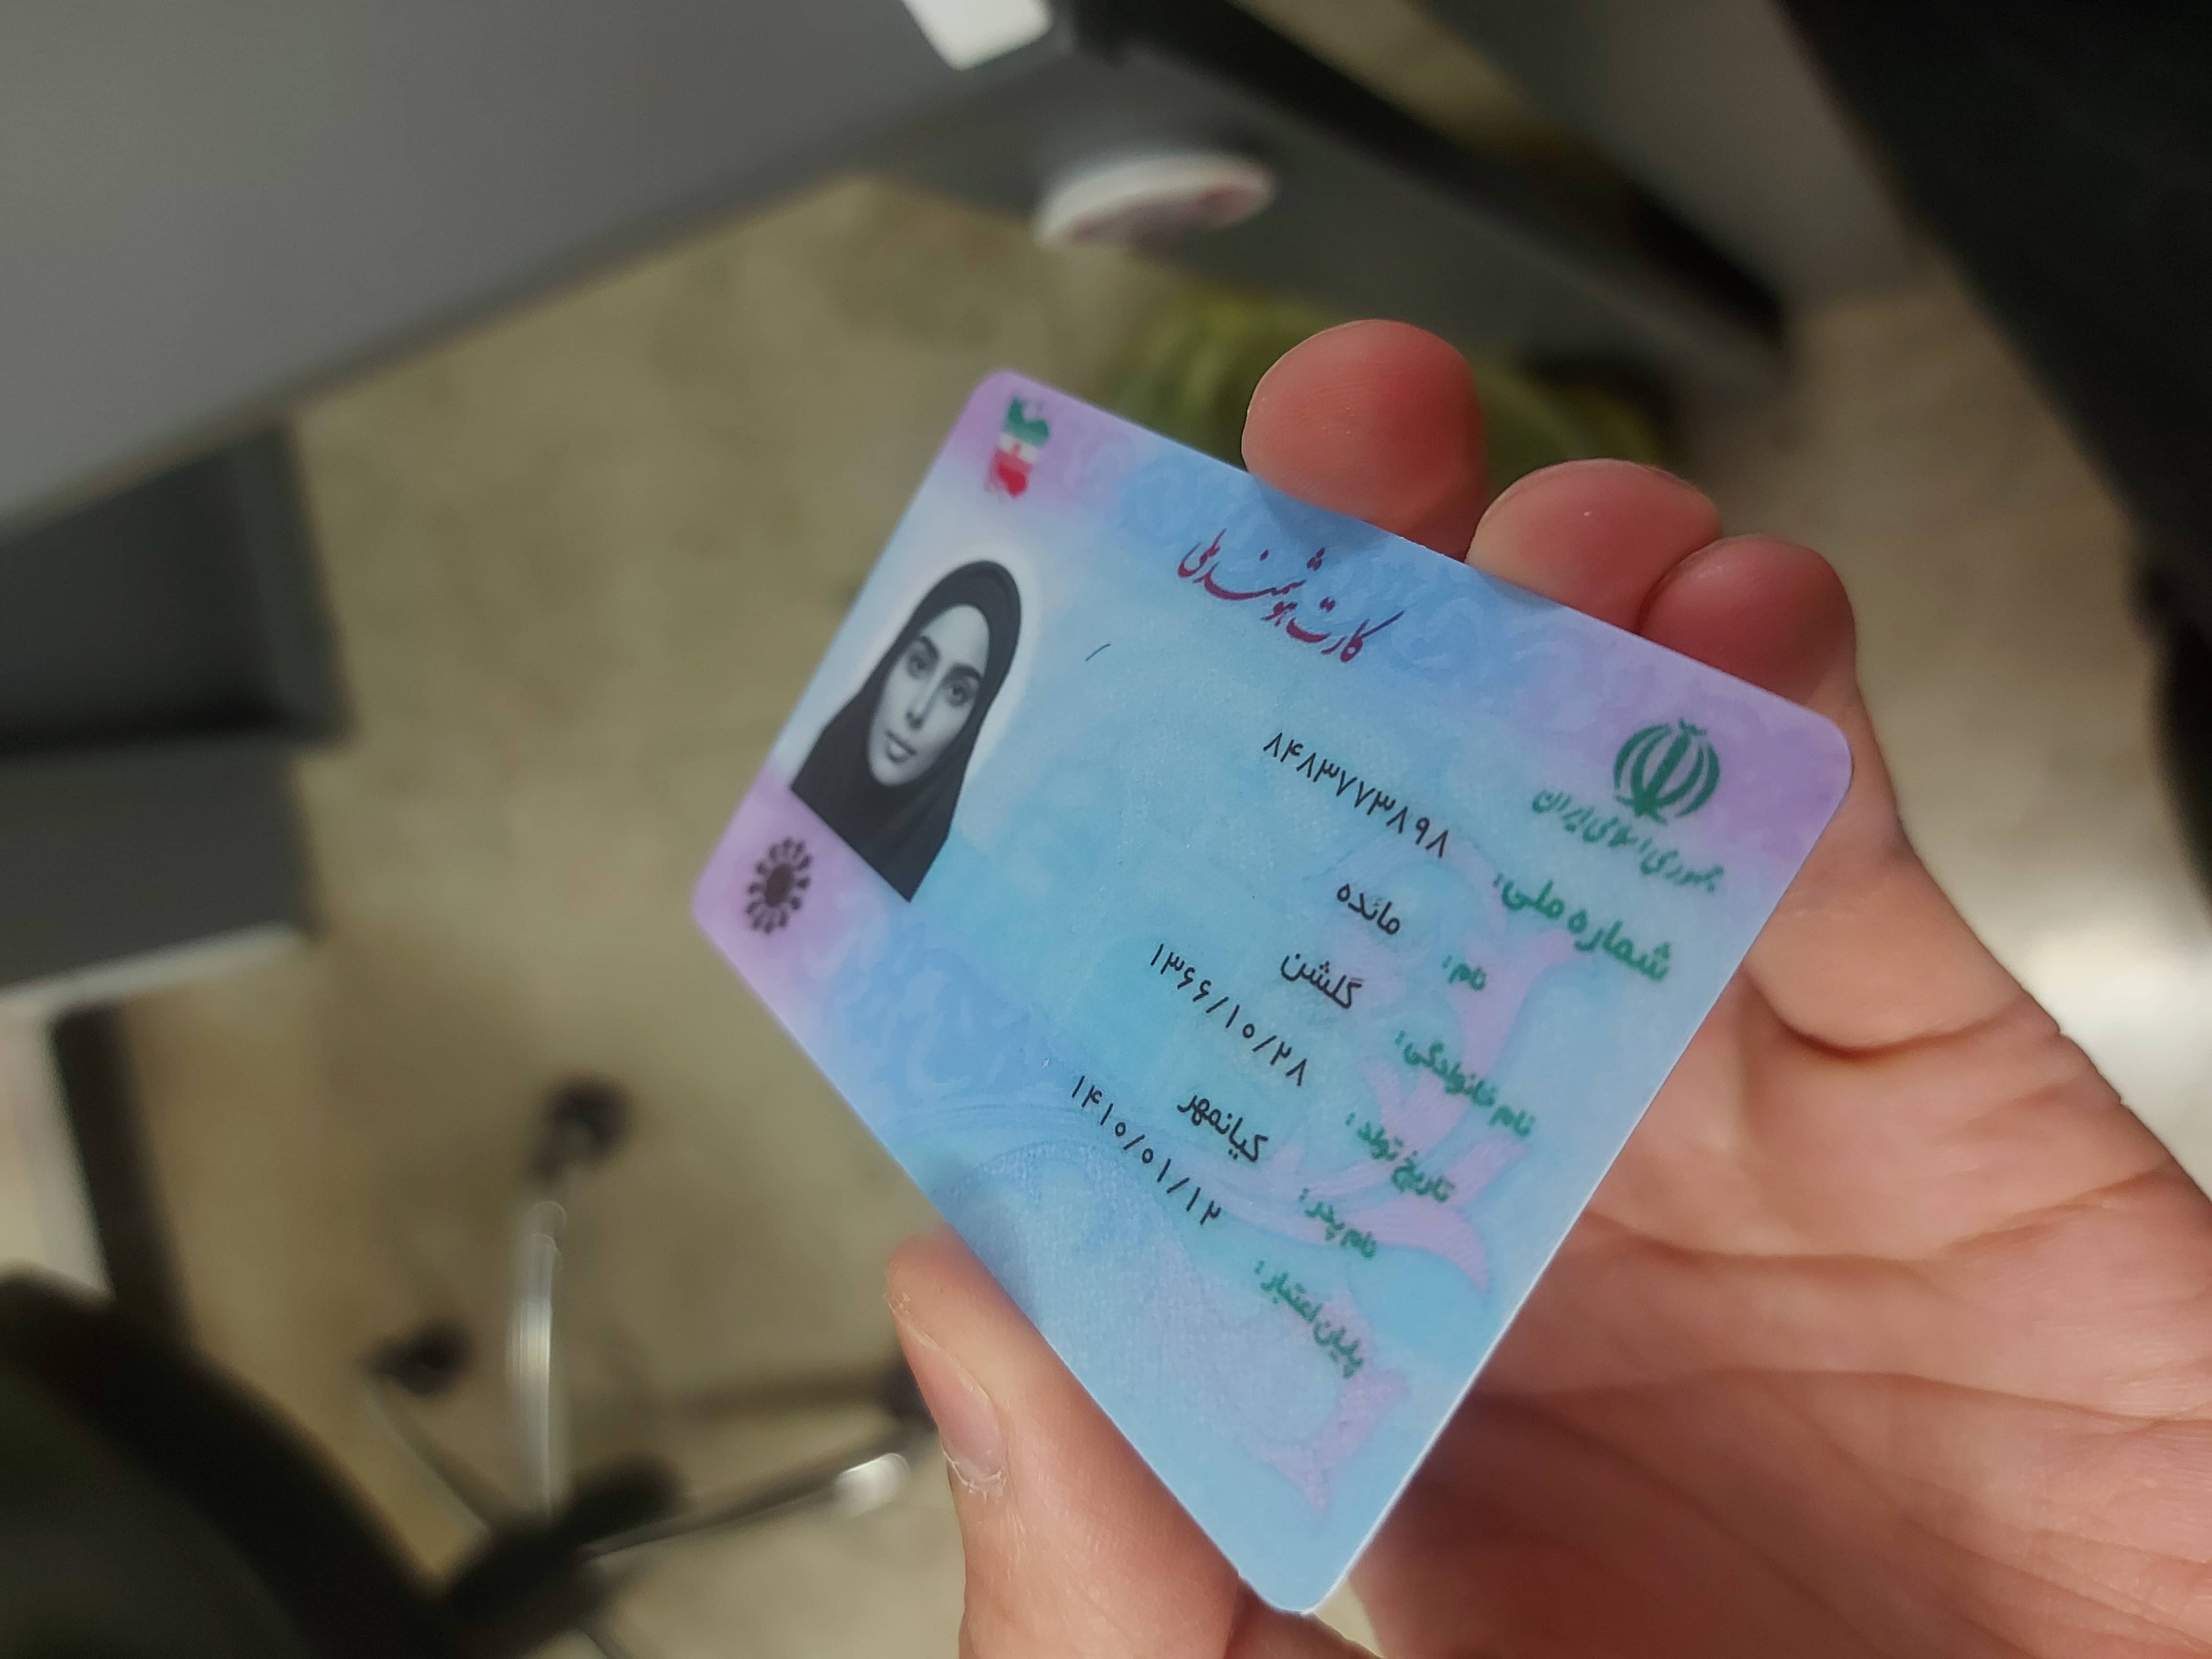 کارت هوشمند ملی
جمهوری اسلامی ایران
شماره ملی: ۸۴۸۳۷۷۳۸۹۸
نام: مائده
نام خانوادگی: گلشن
تاریخ تولد: ۱۳۶۶/۱۰/۲۸
نام پدر: کیانمهر
پایان اعتبار: ۱۴۱۰/۰۱/۱۲